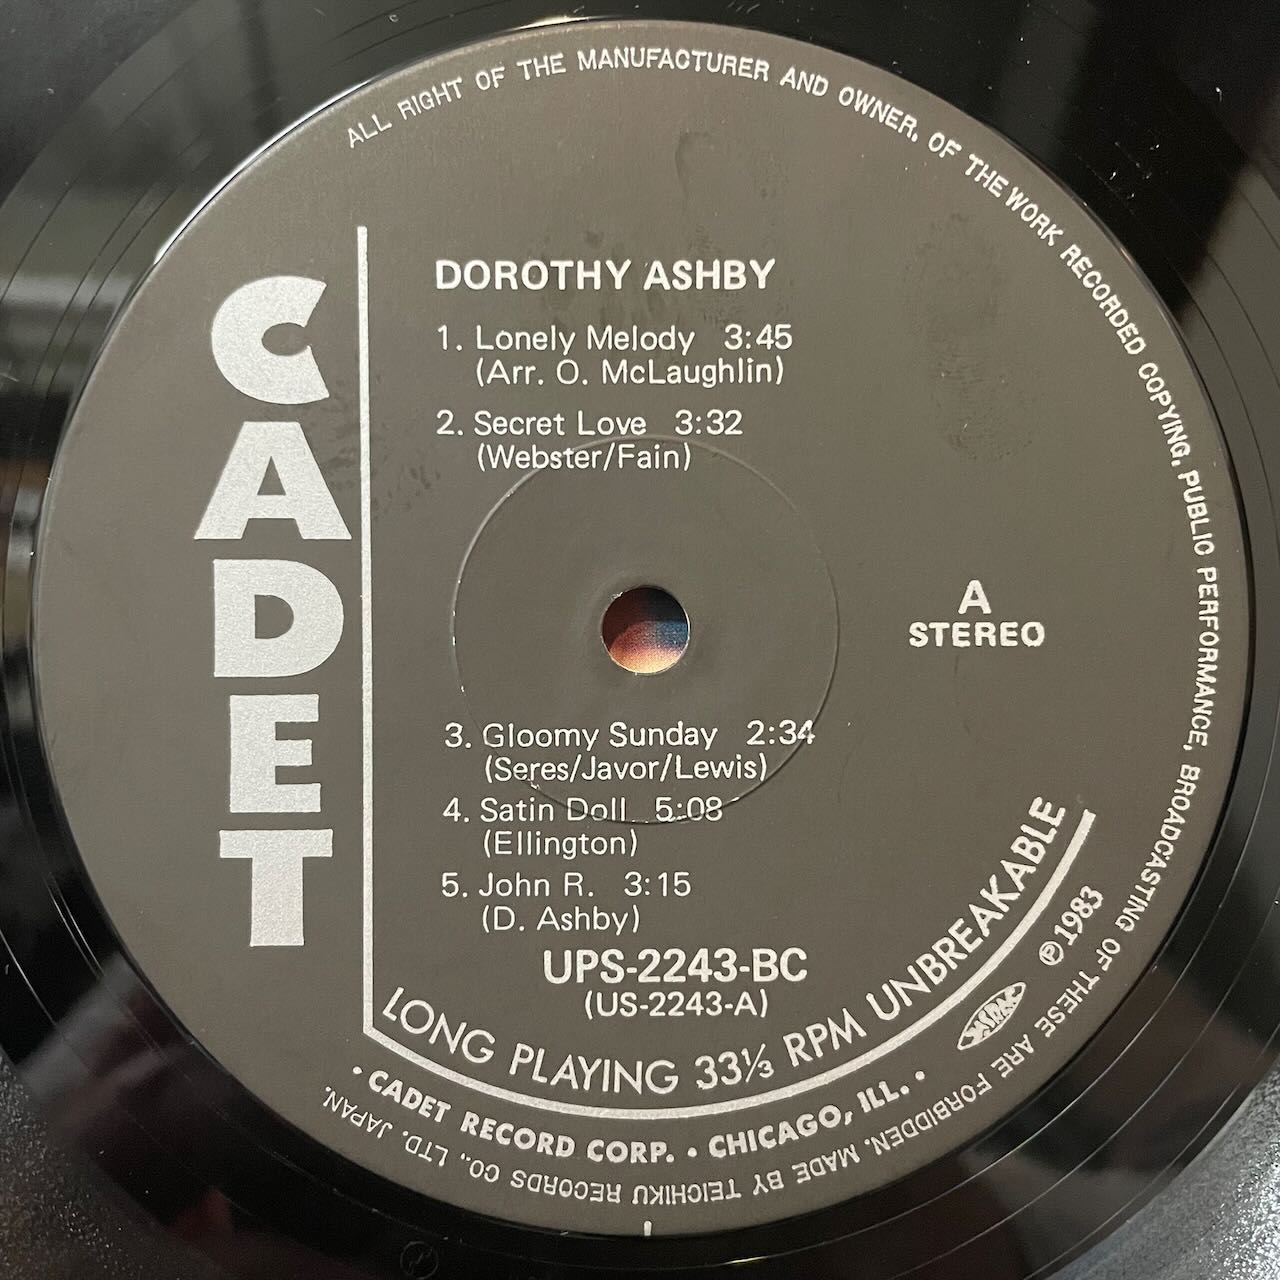 ALL RIGHT OF THE MANUFACTURER AND OWNER, OF THE WORK RECORDED COPYING, PUBLIC PERFORMANCE, BROADCASTING OF THESE ARE FORBIDDEN. MADE BY TEICHIKU RECORDS CO., LTD. JAPAN.
CADET
DOROTHY ASHBY
1. Lonely Melody 3:45
(Arr. O. McLaughlin)
2. Secret Love 3:32
(Webster/Fain)
A
STEREO
3. Gloomy Sunday 2:34
(Seres/Javor/Lewis)
4. Satin Doll 5:08
(Ellington)
5. John R. 3:15
(D. Ashby)
UPS-2243-BC
(US-2243-A)
LONG PLAYING 33⅓ RPM UNBREAKABLE
℗1983
JASRAC
• CADET RECORD CORP. • CHICAGO, ILL. •